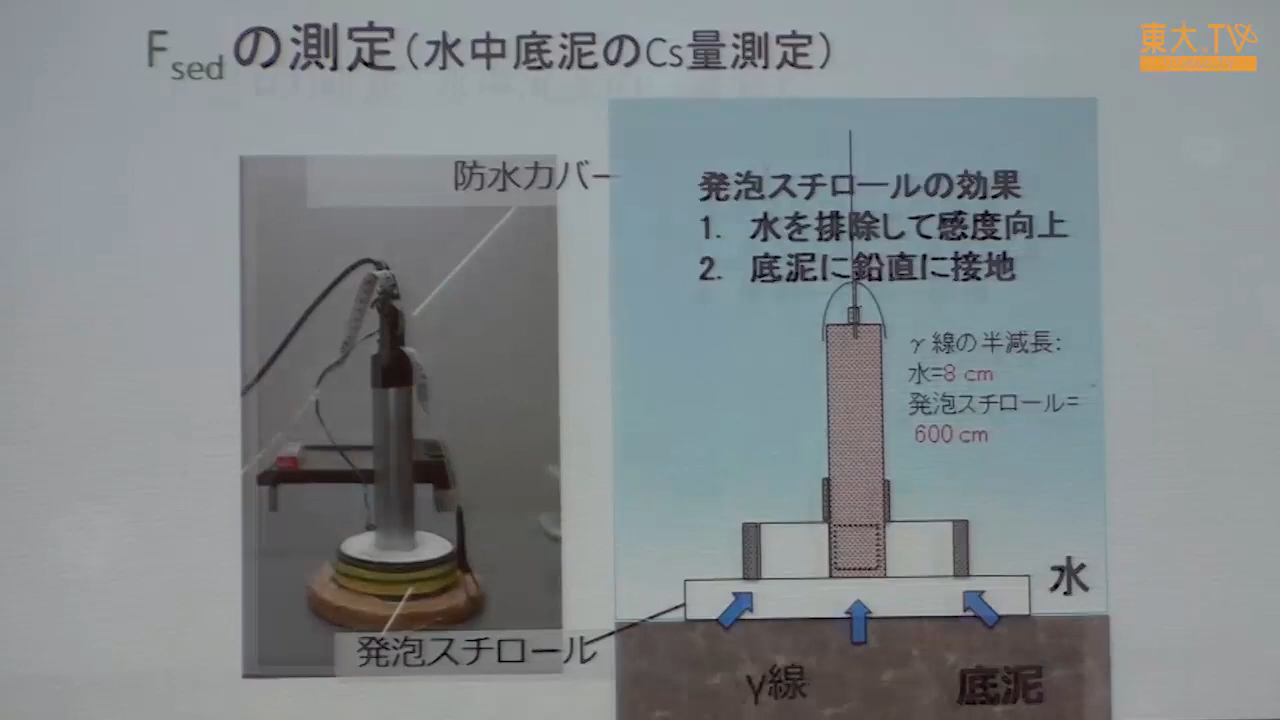 Fsedの測定(水中底泥のCs量測定)
東大.TV
防水カバー
発泡スチロールの効果
1. 水を排除して感度向上
2. 底泥に鉛直に接地
γ線の半減長:
水=8 cm
発泡スチロール=
600 cm
水
発泡スチロール
γ線
底泥